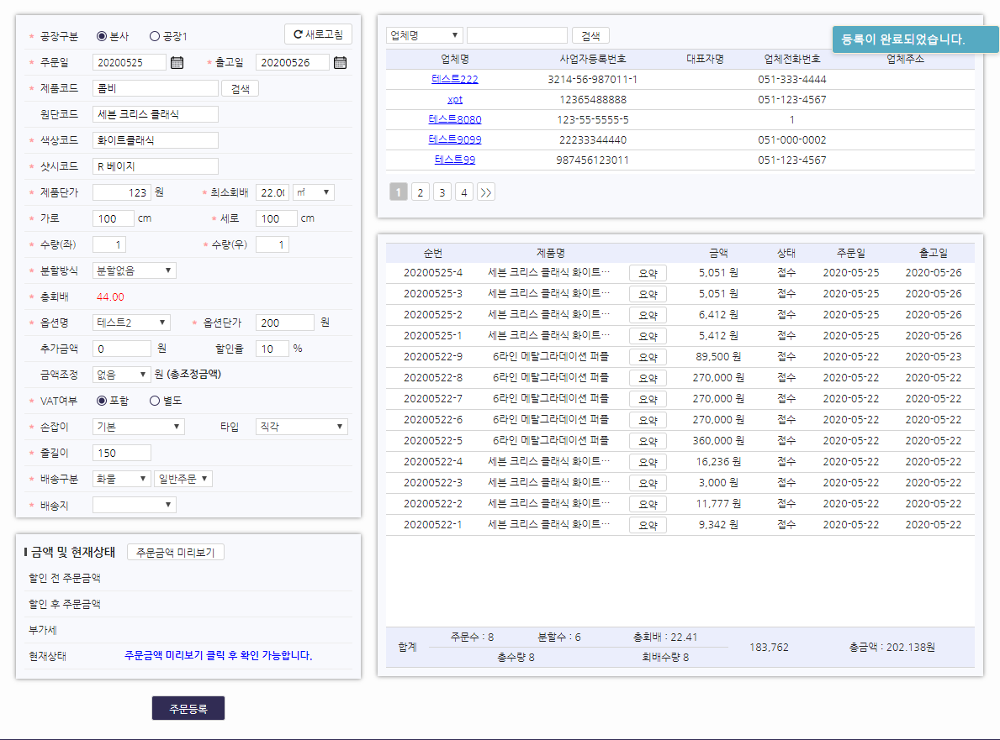 * 공장구분 본사 공장1 새로고침
* 주문일 20200525 * 출고일 20200526
* 제품코드 콤비 검색
원단코드 세븐 크리스 클래식
* 색상코드 화이트클래식
* 샷시코드 R 베이지
* 제품단가 123 원 * 최소회배 22.00 ㎡
* 가로 100 cm * 세로 100 cm
* 수량(좌) 1 * 수량(우) 1
* 분할방식 분할없음
* 총회배 44.00
* 옵션명 테스트2 * 옵션단가 200 원
추가금액 0 원 할인율 10 %
금액조정 없음 원 (총조정금액)
* VAT여부 포함 별도
* 손잡이 기본 타입 직각
* 줄길이 150
* 배송구분 화물 일반주문
* 배송지
금액 및 현재상태 주문금액 미리보기
할인 전 주문금액
할인 후 주문금액
부가세
현재상태 주문금액 미리보기 클릭 후 확인 가능합니다.
주문등록
업체명 검색
등록이 완료되었습니다.
업체명 사업자등록번호 대표자명 업체전화번호 업체주소
테스트222 3214-56-987011-1 051-333-4444
xpt 12365488888 051-123-4567
테스트8080 123-55-5555-5 1
테스트9099 22233344440 051-000-0002
테스트99 987456123011 051-123-4567
1 2 3 4 >>
순번 제품명 금액 상태 주문일 출고일
20200525-4 세븐 크리스 클래식 화이트… 요약 5,051 원 접수 2020-05-25 2020-05-26
20200525-3 세븐 크리스 클래식 화이트… 요약 5,051 원 접수 2020-05-25 2020-05-26
20200525-2 세븐 크리스 클래식 화이트… 요약 6,412 원 접수 2020-05-25 2020-05-26
20200525-1 세븐 크리스 클래식 화이트… 요약 5,412 원 접수 2020-05-25 2020-05-26
20200522-9 6라인 메탈그라데이션 퍼플 요약 89,500 원 접수 2020-05-22 2020-05-23
20200522-8 6라인 메탈그라데이션 퍼플 요약 270,000 원 접수 2020-05-22 2020-05-22
20200522-7 6라인 메탈그라데이션 퍼플 요약 270,000 원 접수 2020-05-22 2020-05-22
20200522-6 6라인 메탈그라데이션 퍼플 요약 270,000 원 접수 2020-05-22 2020-05-22
20200522-5 6라인 메탈그라데이션 퍼플 요약 360,000 원 접수 2020-05-22 2020-05-22
20200522-4 세븐 크리스 클래식 화이트… 요약 16,236 원 접수 2020-05-22 2020-05-22
20200522-3 세븐 크리스 클래식 화이트… 요약 3,000 원 접수 2020-05-22 2020-05-22
20200522-2 세븐 크리스 클래식 화이트… 요약 11,777 원 접수 2020-05-22 2020-05-22
20200522-1 세븐 크리스 클래식 화이트… 요약 9,342 원 접수 2020-05-22 2020-05-22
주문수 : 8 분할수 : 6 총회배 : 22.41
합계 183,762 총금액 : 202.138원
총수량 8 회배수량 8